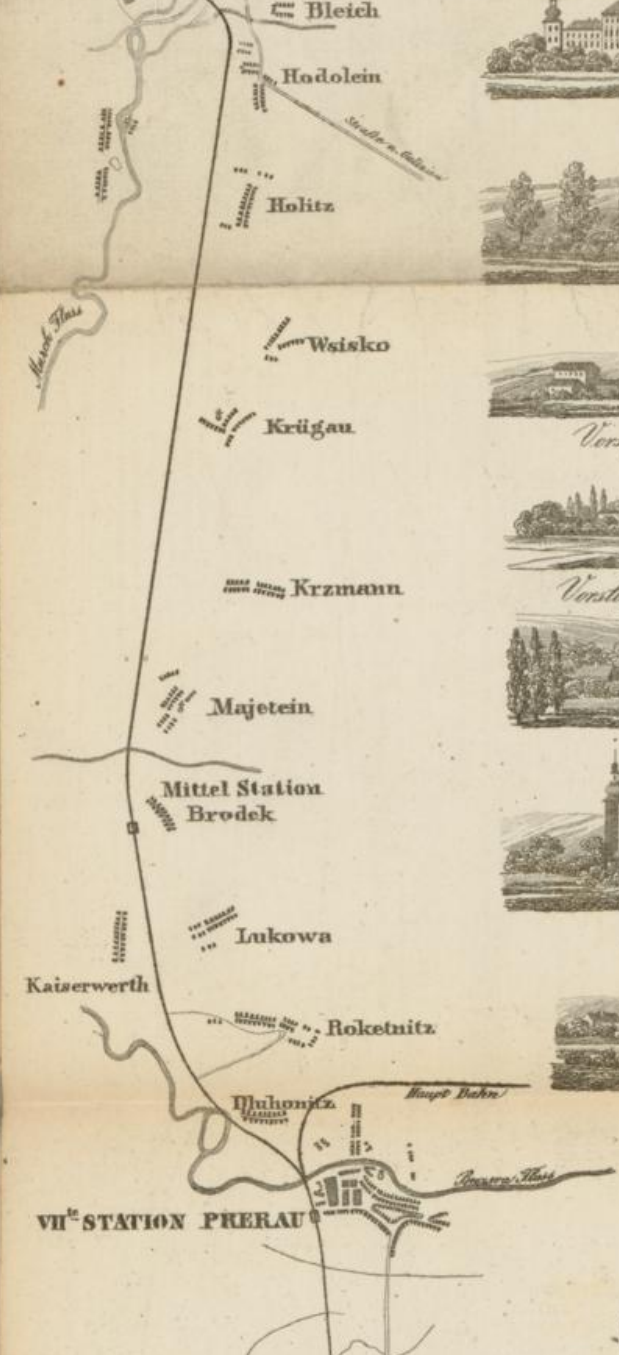 Bleich
Hodolein
Straße n.
Holitz
March Fluss
Wsisko
Krügau
Krzmann
Majetein
Mittel Station
Brodek
Lukowa
Kaiserwerth
Roketnitz
Haupt Bahn
Dluhonitz
Fluss
VIIte STATION PRERAU